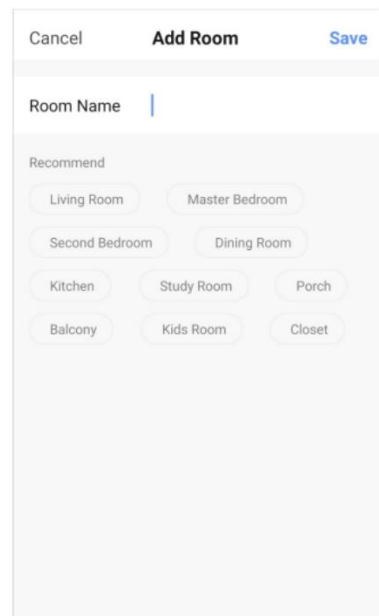 Cancel Add Room Save
Room Name
Recommend
Living Room Master Bedroom
Second Bedroom Dining Room
Kitchen Study Room Porch
Balcony Kids Room Closet